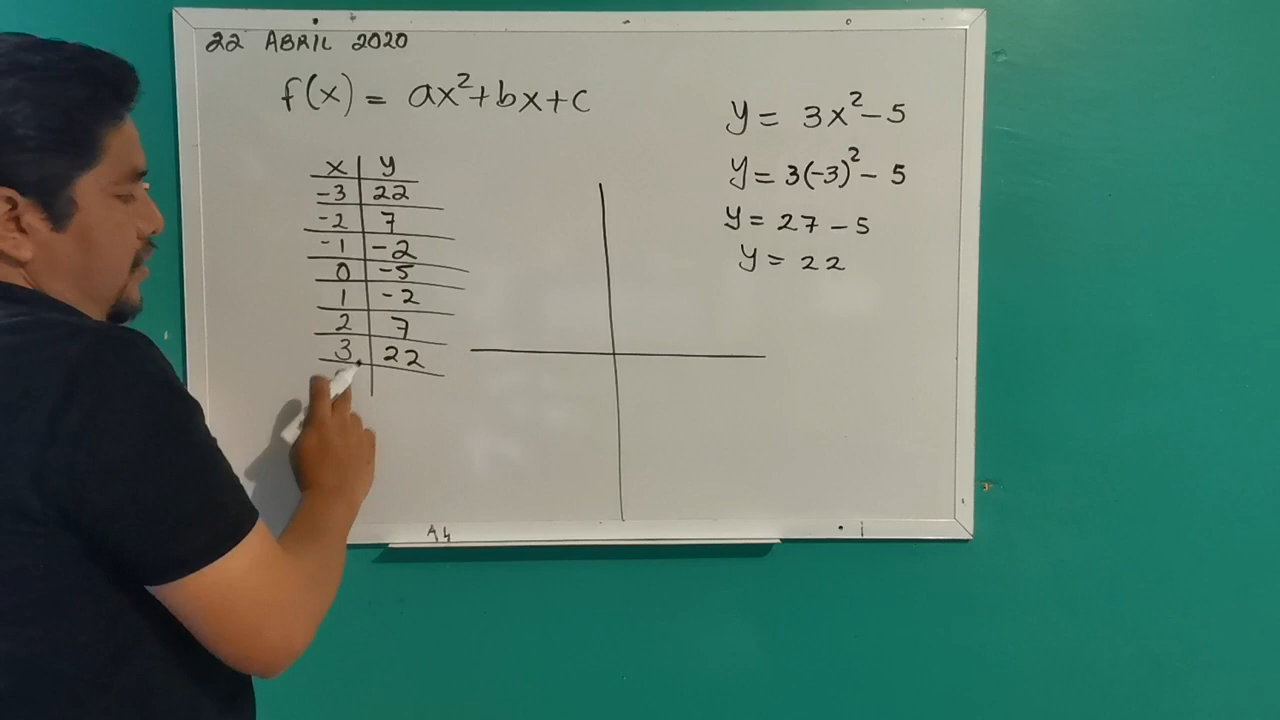 22 ABRIL 2020
f(x) = ax²+bx+c
x | y
-3 | 22
-2 | 7
-1 | -2
0 | -5
1 | -2
2 | 7
3 | 22
y = 3x²-5
y = 3(-3)² - 5
y = 27 - 5
y = 22